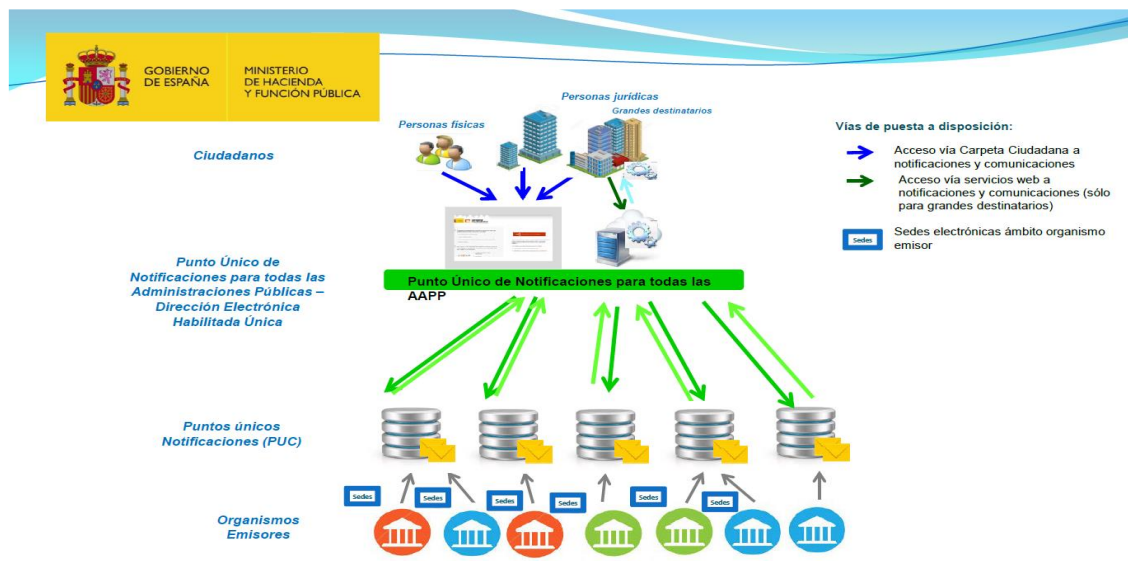 GOBIERNO
DE ESPAÑA
MINISTERIO
DE HACIENDA
Y FUNCIÓN PÚBLICA
Personas jurídicas
Grandes destinatarios
Personas físicas
Ciudadanos
Vías de puesta a disposición:
Acceso vía Carpeta Ciudadana a
notificaciones y comunicaciones
Acceso vía servicios web a
notificaciones y comunicaciones (sólo
para grandes destinatarios)
Sedes
Sedes electrónicas ámbito organismo
emisor
Punto Único de
Notificaciones para todas las
Administraciones Públicas –
Dirección Electrónica
Habilitada Única
Punto Único de Notificaciones para todas las
AAPP
Puntos únicos
Notificaciones (PUC)
Sedes
Sedes
Sedes
Sedes
Sedes
Sedes
Organismos
Emisores